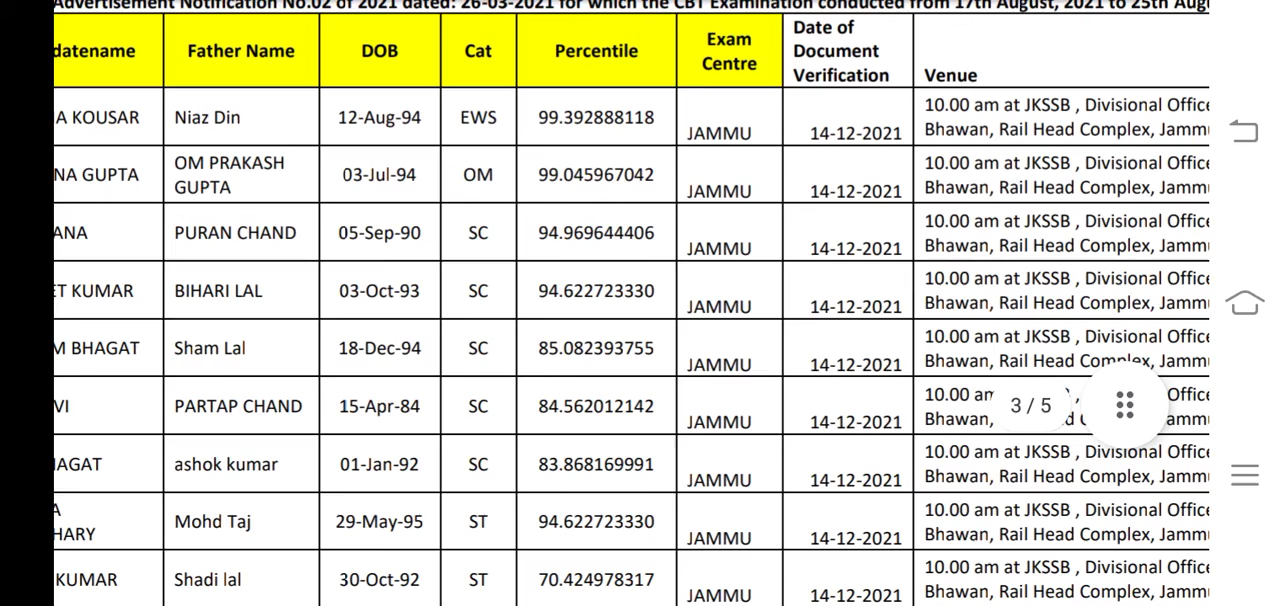 Advertisement Notification No.02 of 2021 dated: 26-03-2021 for which the CBT Examination conducted from 17th August, 2021 to 25th Aug
datename Father Name DOB Cat Percentile Exam Centre Date of Document Verification Venue
A KOUSAR Niaz Din 12-Aug-94 EWS 99.392888118 JAMMU 14-12-2021 10.00 am at JKSSB , Divisional Office
Bhawan, Rail Head Complex, Jammu
NA GUPTA OM PRAKASH GUPTA 03-Jul-94 OM 99.045967042 JAMMU 14-12-2021 10.00 am at JKSSB , Divisional Office
Bhawan, Rail Head Complex, Jammu
ANA PURAN CHAND 05-Sep-90 SC 94.969644406 JAMMU 14-12-2021 10.00 am at JKSSB , Divisional Office
Bhawan, Rail Head Complex, Jammu
ET KUMAR BIHARI LAL 03-Oct-93 SC 94.622723330 JAMMU 14-12-2021 10.00 am at JKSSB , Divisional Office
Bhawan, Rail Head Complex, Jammu
M BHAGAT Sham Lal 18-Dec-94 SC 85.082393755 JAMMU 14-12-2021 10.00 am at JKSSB , Divisional Office
Bhawan, Rail Head Complex, Jammu
VI PARTAP CHAND 15-Apr-84 SC 84.562012142 JAMMU 14-12-2021 10.00 am Office
Bhawan, 3 / 5 ammu
HAGAT ashok kumar 01-Jan-92 SC 83.868169991 JAMMU 14-12-2021 10.00 am at JKSSB , Divisional Office
Bhawan, Rail Head Complex, Jammu
A HARY Mohd Taj 29-May-95 ST 94.622723330 JAMMU 14-12-2021 10.00 am at JKSSB , Divisional Office
Bhawan, Rail Head Complex, Jammu
KUMAR Shadi lal 30-Oct-92 ST 70.424978317 JAMMU 14-12-2021 10.00 am at JKSSB , Divisional Office
Bhawan, Rail Head Complex, Jammu